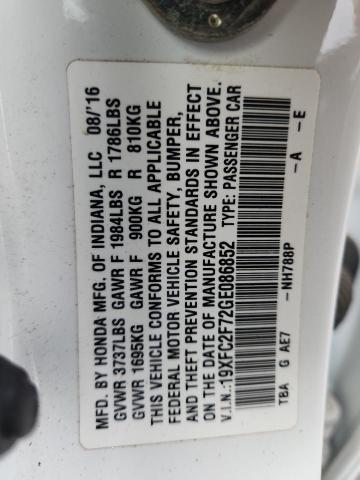 MFD. BY HONDA MFG. OF INDIANA, LLC 08/'16
GVWR 3737LBS GAWR F 1984LBS R 1786LBS
GVWR 1695KG GAWR F 900KG R 810KG
THIS VEHICLE CONFORMS TO ALL APPLICABLE
FEDERAL MOTOR VEHICLE SAFETY, BUMPER,
AND THEFT PREVENTION STANDARDS IN EFFECT
ON THE DATE OF MANUFACTURE SHOWN ABOVE.
V.I.N.:19XFC2F72GE086852 TYPE: PASSENGER CAR
TBA G AE7 -NH788P -A -E